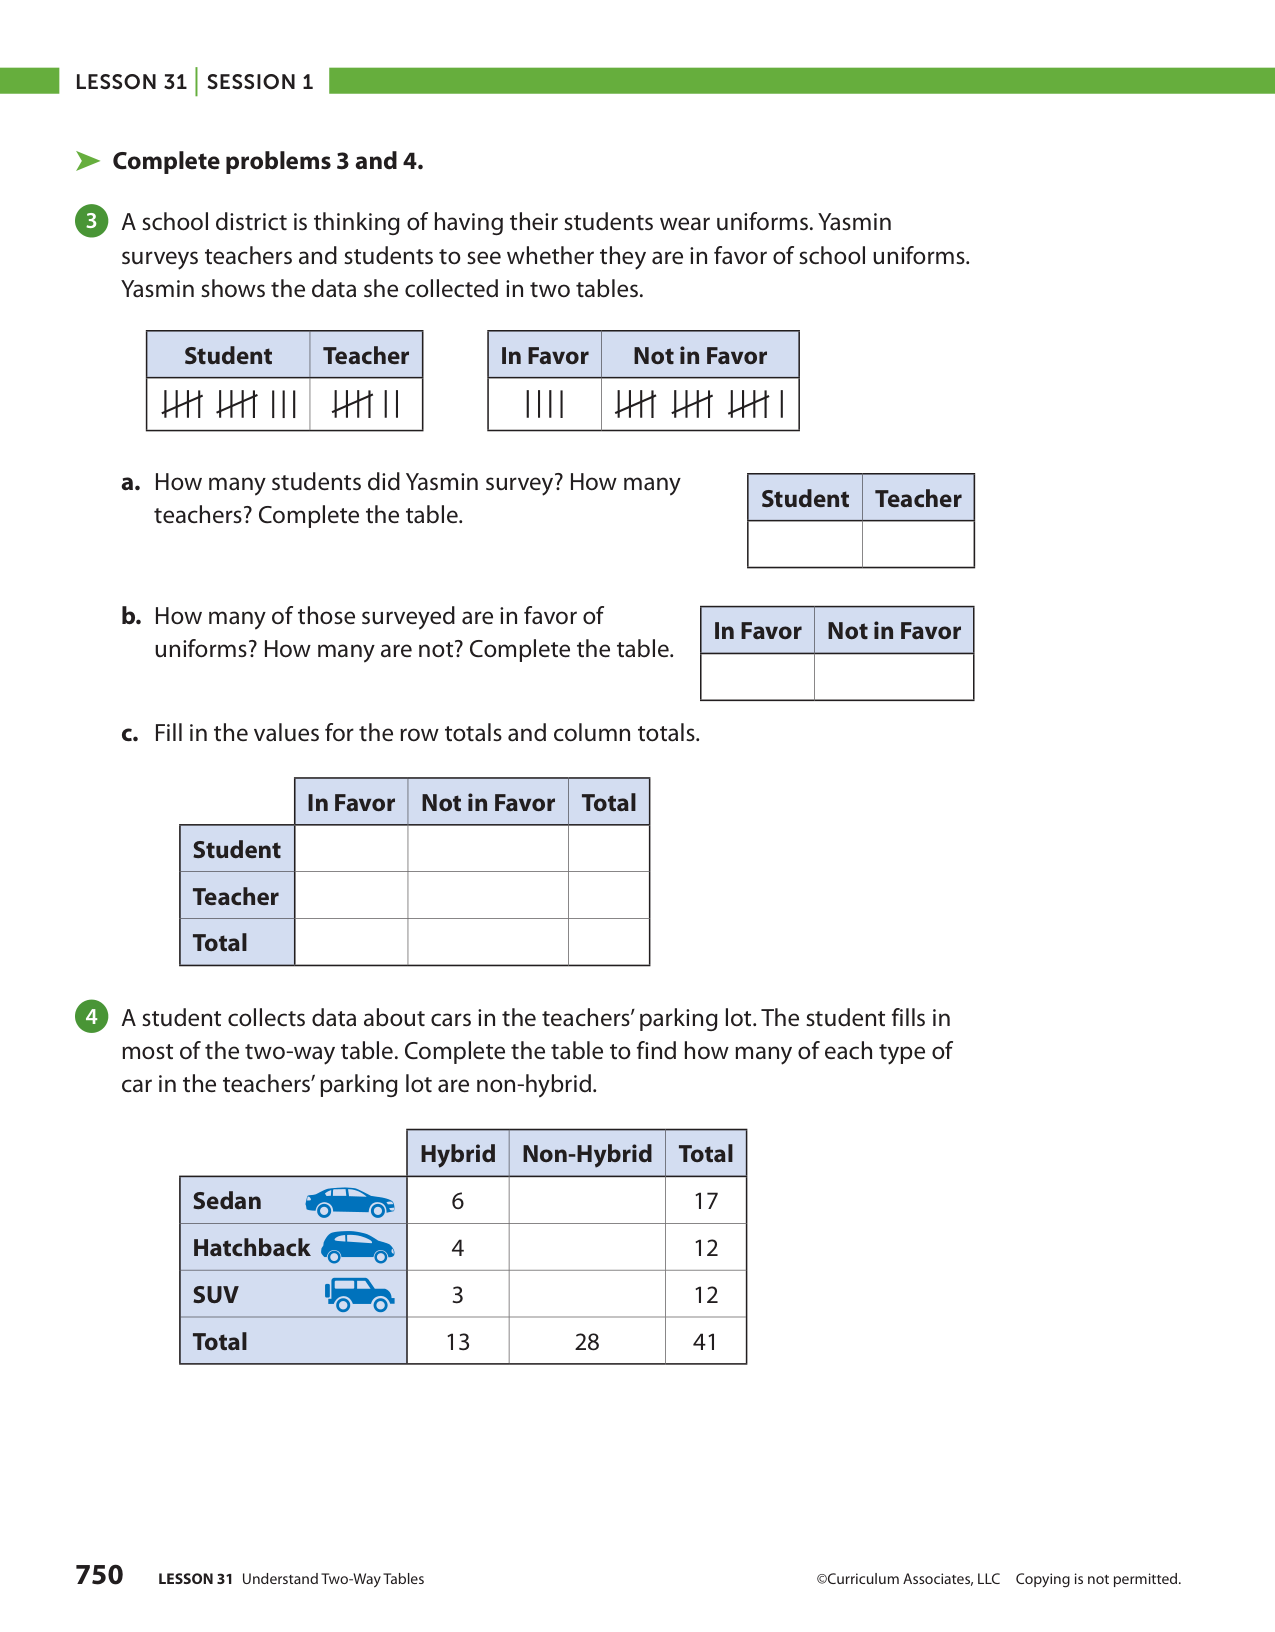 LESSON 31 | SESSION 1
Complete problems 3 and 4.
3 A school district is thinking of having their students wear uniforms. Yasmin
surveys teachers and students to see whether they are in favor of school uniforms.
Yasmin shows the data she collected in two tables.
Student Teacher In Favor Not in Favor
a. How many students did Yasmin survey? How many
teachers? Complete the table.
Student Teacher
b. How many of those surveyed are in favor of
uniforms? How many are not? Complete the table.
In Favor Not in Favor
c. Fill in the values for the row totals and column totals.
In Favor Not in Favor Total
Student
Teacher
Total
4 A student collects data about cars in the teachers’ parking lot. The student fills in
most of the two-way table. Complete the table to find how many of each type of
car in the teachers’ parking lot are non-hybrid.
Hybrid Non-Hybrid Total
Sedan 6 17
Hatchback 4 12
SUV 3 12
Total 13 28 41
750 LESSON 31 Understand Two-Way Tables ©Curriculum Associates, LLC Copying is not permitted.